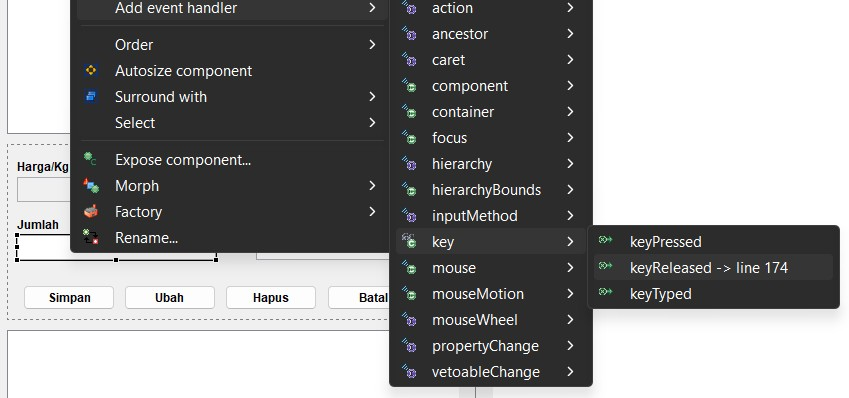 Add event handler
Order
Autosize component
Surround with
Select
Expose component...
Morph
Factory
Rename...
action
ancestor
caret
component
container
focus
hierarchy
hierarchyBounds
inputMethod
key
mouse
mouseMotion
mouseWheel
propertyChange
vetoableChange
keyPressed
keyReleased -> line 174
keyTyped
Harga/Kg
Jumlah
Simpan
Ubah
Hapus
Batal